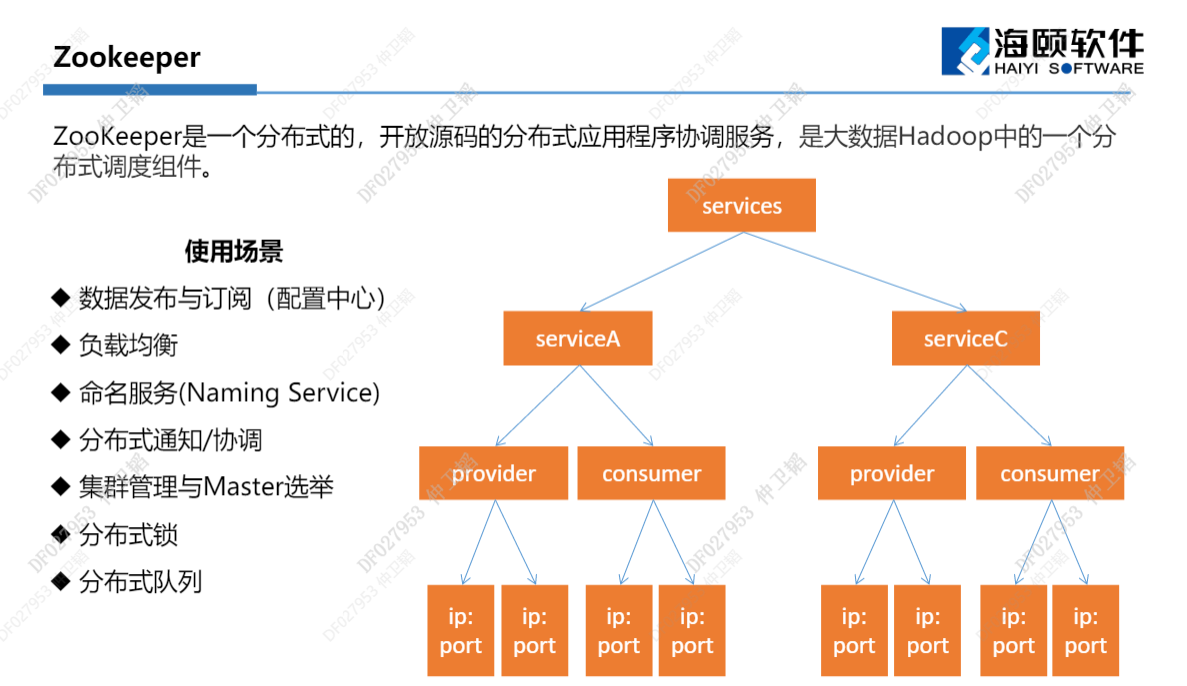 Zookeeper
海颐软件
HAIYI SOFTWARE
ZooKeeper是一个分布式的，开放源码的分布式应用程序协调服务，是大数据Hadoop中的一个分
布式调度组件。
使用场景
◆ 数据发布与订阅（配置中心）
◆ 负载均衡
◆ 命名服务(Naming Service)
◆ 分布式通知/协调
◆ 集群管理与Master选举
◆ 分布式锁
◆ 分布式队列
services
serviceA
serviceC
provider
consumer
provider
consumer
ip:
port
ip:
port
ip:
port
ip:
port
ip:
port
ip:
port
ip:
port
ip:
port
DF027953 仲卫韬